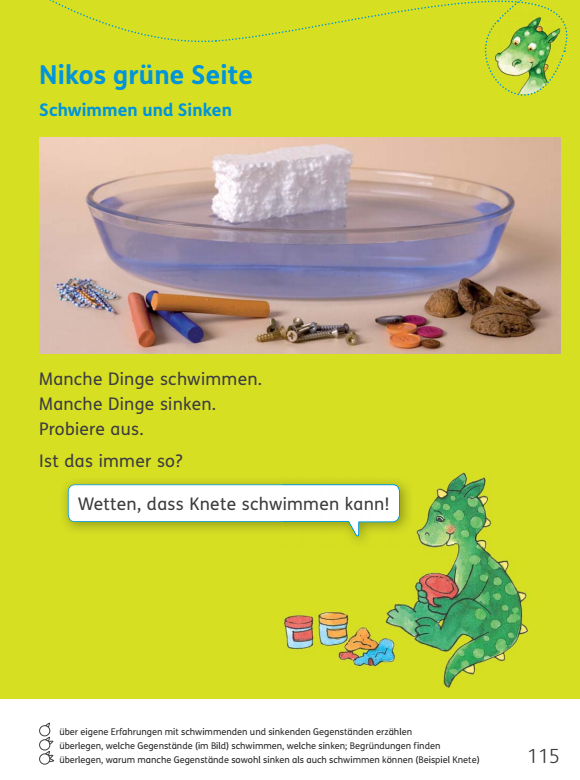 Nikos grüne Seite
Schwimmen und Sinken
Manche Dinge schwimmen.
Manche Dinge sinken.
Probiere aus.
Ist das immer so?
Wetten, dass Knete schwimmen kann!
über eigene Erfahrungen mit schwimmenden und sinkenden Gegenständen erzählen
überlegen, welche Gegenstände (im Bild) schwimmen, welche sinken; Begründungen finden
überlegen, warum manche Gegenstände sowohl sinken als auch schwimmen können (Beispiel Knete)
115